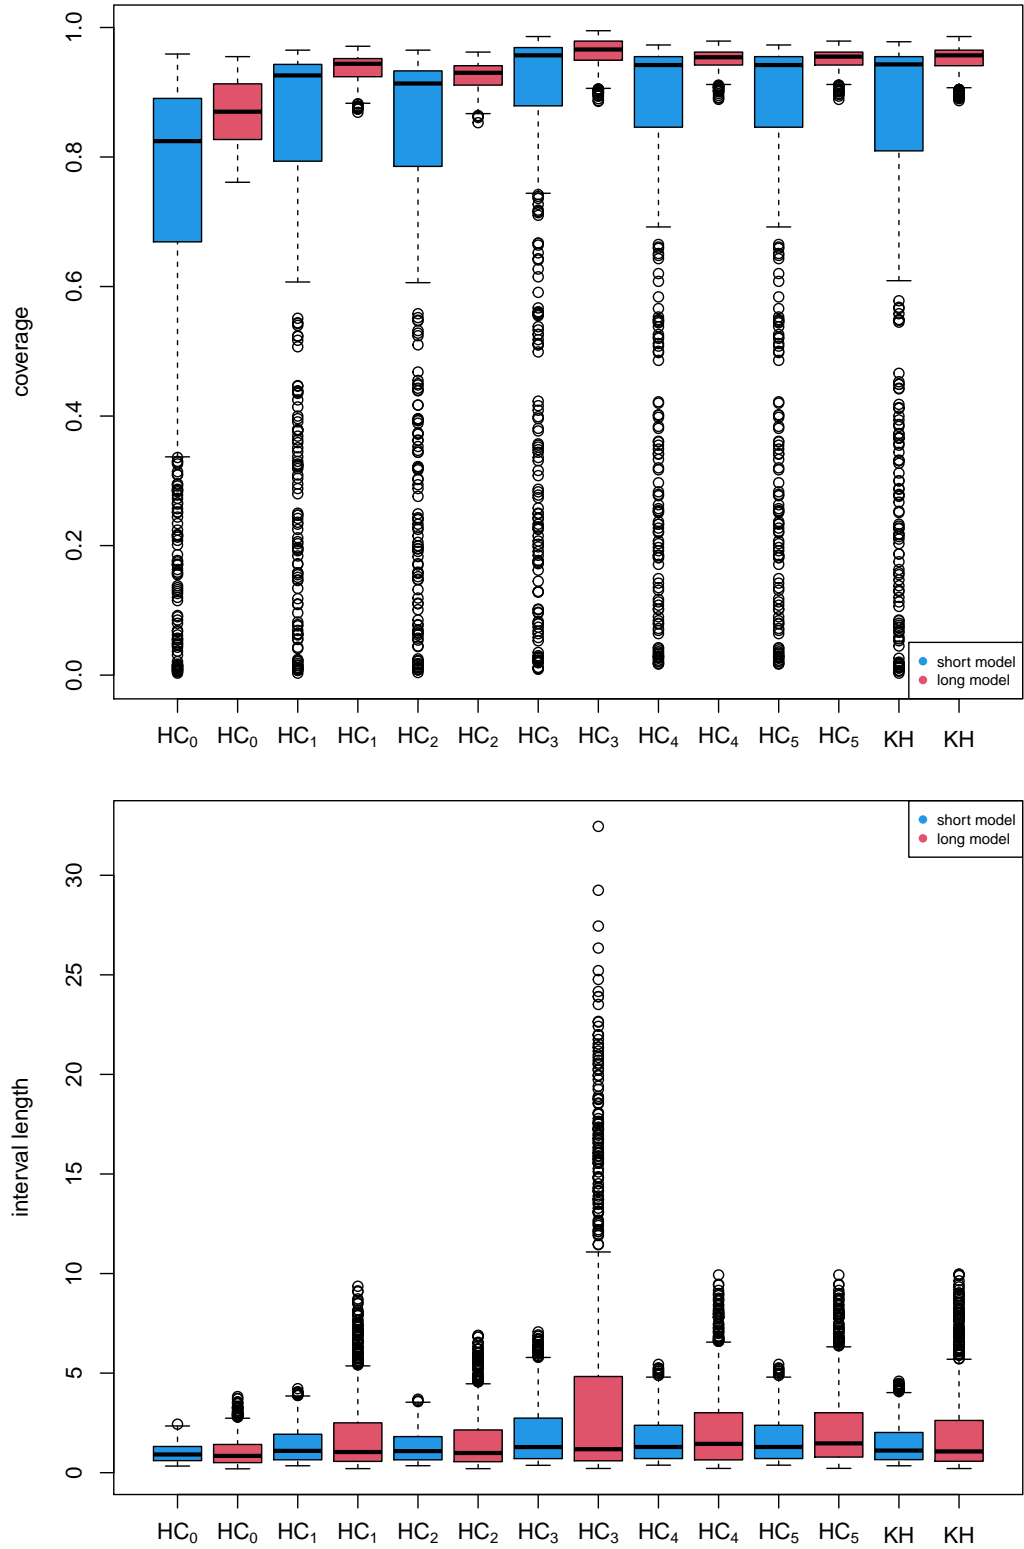 coverage
1.0
0.8
0.6
0.4
0.2
0.0
short model
long model
HC0 HC0 HC1 HC1 HC2 HC2 HC3 HC3 HC4 HC4 HC5 HC5 KH KH
interval length
30
25
20
15
10
5
0
short model
long model
HC0 HC0 HC1 HC1 HC2 HC2 HC3 HC3 HC4 HC4 HC5 HC5 KH KH